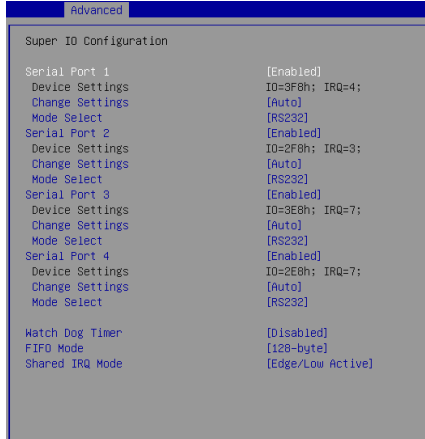 Advanced
Super IO Configuration
Serial Port 1 [Enabled]
Device Settings IO=3F8h; IRQ=4;
Change Settings [Auto]
Mode Select [RS232]
Serial Port 2 [Enabled]
Device Settings IO=2F8h; IRQ=3;
Change Settings [Auto]
Mode Select [RS232]
Serial Port 3 [Enabled]
Device Settings IO=3E8h; IRQ=7;
Change Settings [Auto]
Mode Select [RS232]
Serial Port 4 [Enabled]
Device Settings IO=2E8h; IRQ=7;
Change Settings [Auto]
Mode Select [RS232]
Watch Dog Timer [Disabled]
FIFO Mode [128-byte]
Shared IRQ Mode [Edge/Low Active]